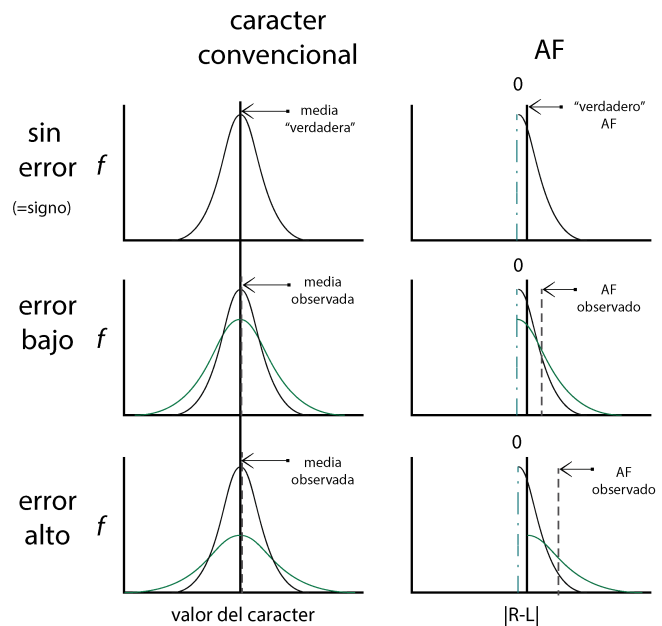 caracter
convencional
AF
0
sin
error
(=signo)
f
media
"verdadera"
"verdadero"
AF
0
error
bajo
f
media
observada
AF
observado
0
error
alto
f
media
observada
AF
observado
valor del caracter
|R-L|